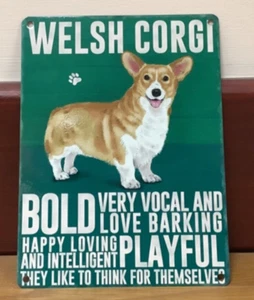 WELSH CORGI
BOLD VERY VOCAL AND
LOVE BARKING
HAPPY LOVING
AND INTELLIGENT PLAYFUL
THEY LIKE TO THINK FOR THEMSELVES